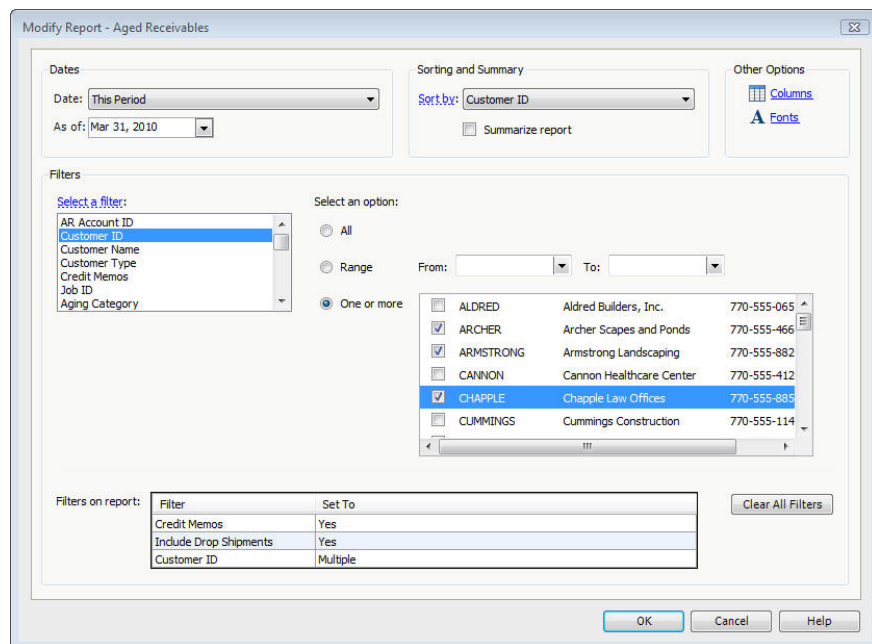 Modify Report - Aged Receivables
Dates
Date: This Period
As of: Mar 31, 2010
Sorting and Summary
Sort by: Customer ID
Summarize report
Other Options
Columns
A Fonts
Filters
Select a filter:
AR Account ID
Customer ID
Customer Name
Customer Type
Credit Memos
Job ID
Aging Category
Select an option:
All
Range From: To:
One or more
ALDRED Aldred Builders, Inc. 770-555-065
ARCHER Archer Scapes and Ponds 770-555-466
ARMSTRONG Armstrong Landscaping 770-555-882
CANNON Cannon Healthcare Center 770-555-412
CHAPPLE Chapple Law Offices 770-555-885
CUMMINGS Cummings Construction 770-555-114
Filters on report:
Filter Set To
Credit Memos Yes
Include Drop Shipments Yes
Customer ID Multiple
Clear All Filters
OK Cancel Help